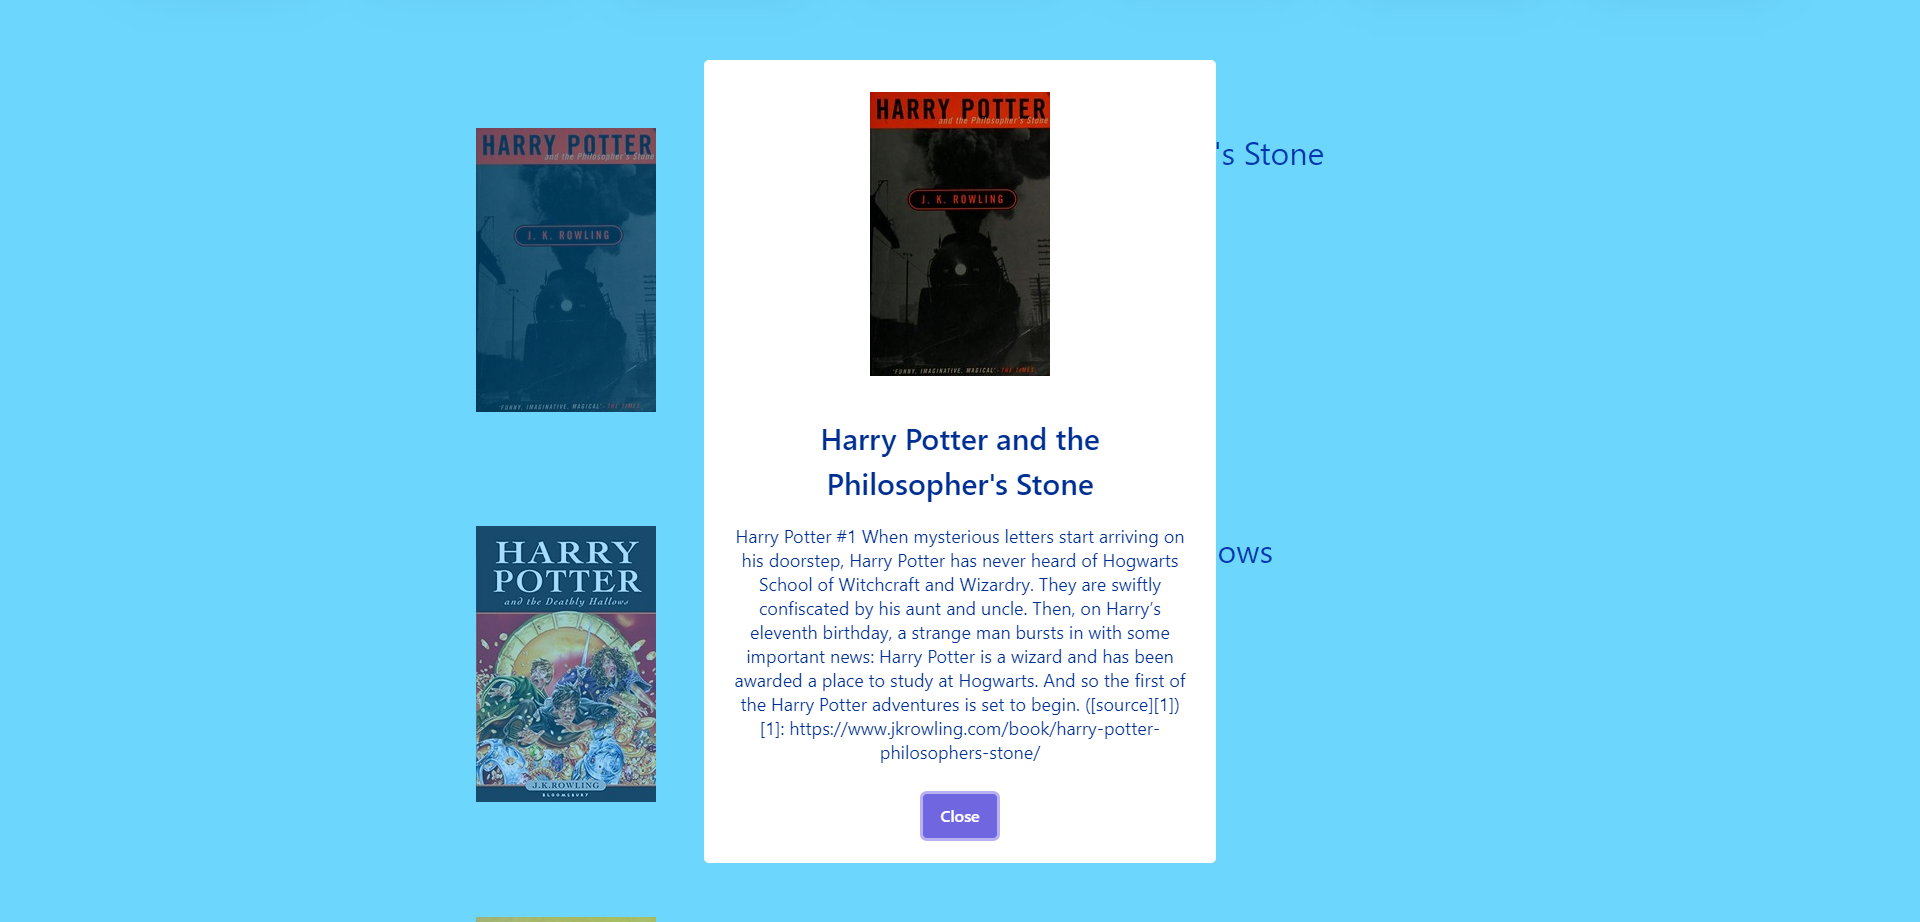 HARRY POTTER
and the Philosopher's Stone
J. K. ROWLING
'FUNNY, IMAGINATIVE, MAGICAL' - THE TIMES
HARRY
POTTER
and the Deathly Hallows
J.K.ROWLING
BLOOMSBURY
HARRY POTTER
and the Philosopher's Stone
J. K. ROWLING
'FUNNY, IMAGINATIVE, MAGICAL' - THE TIMES
Harry Potter and the
Philosopher's Stone
Harry Potter #1 When mysterious letters start arriving on
his doorstep, Harry Potter has never heard of Hogwarts
School of Witchcraft and Wizardry. They are swiftly
confiscated by his aunt and uncle. Then, on Harry’s
eleventh birthday, a strange man bursts in with some
important news: Harry Potter is a wizard and has been
awarded a place to study at Hogwarts. And so the first of
the Harry Potter adventures is set to begin. ([source][1])
[1]: https://www.jkrowling.com/book/harry-potter-
philosophers-stone/
Close
's Stone
ows